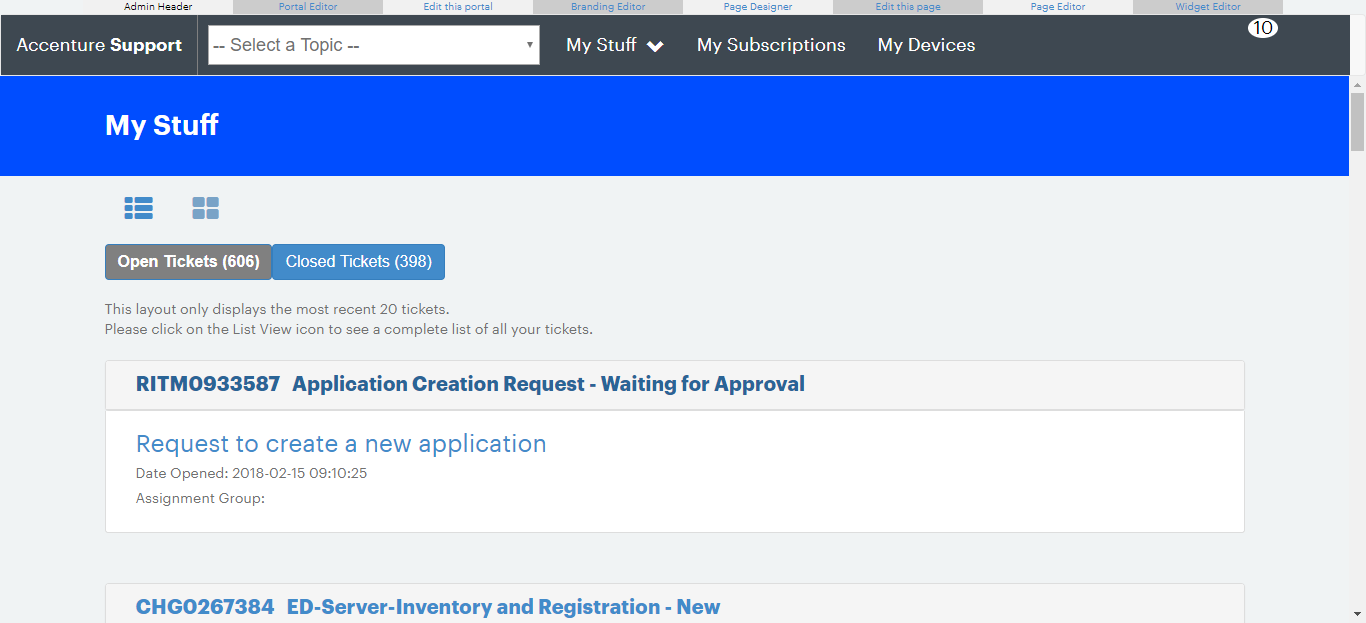 Admin Header Portal Editor Edit this portal Branding Editor Page Designer Edit this page Page Editor Widget Editor
Accenture Support -- Select a Topic -- My Stuff My Subscriptions My Devices 10
My Stuff
Open Tickets (606) Closed Tickets (398)
This layout only displays the most recent 20 tickets.
Please click on the List View icon to see a complete list of all your tickets.
RITM0933587 Application Creation Request - Waiting for Approval
Request to create a new application
Date Opened: 2018-02-15 09:10:25
Assignment Group:
CHG0267384 ED-Server-Inventory and Registration - New